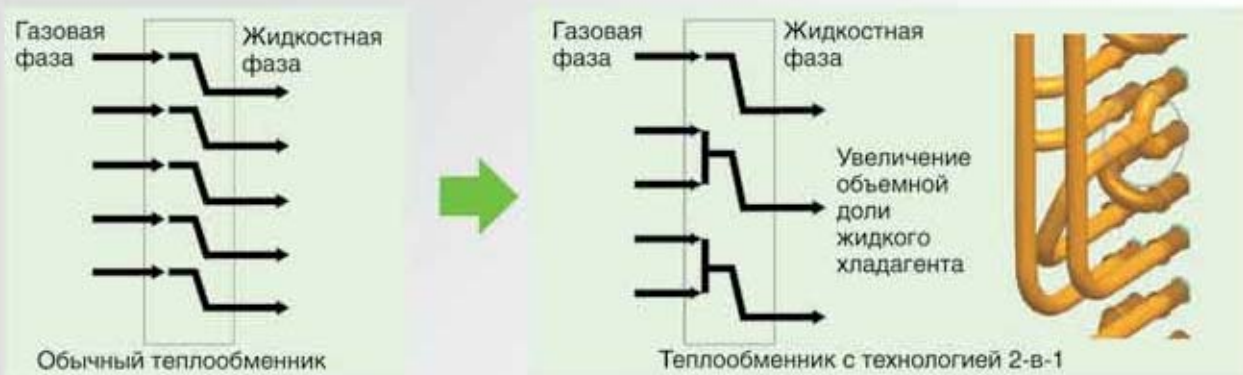 Газовая
фаза
Жидкостная
фаза
Обычный теплообменник
Газовая
фаза
Жидкостная
фаза
Увеличение
объемной
доли
жидкого
хладагента
Теплообменник с технологией 2-в-1